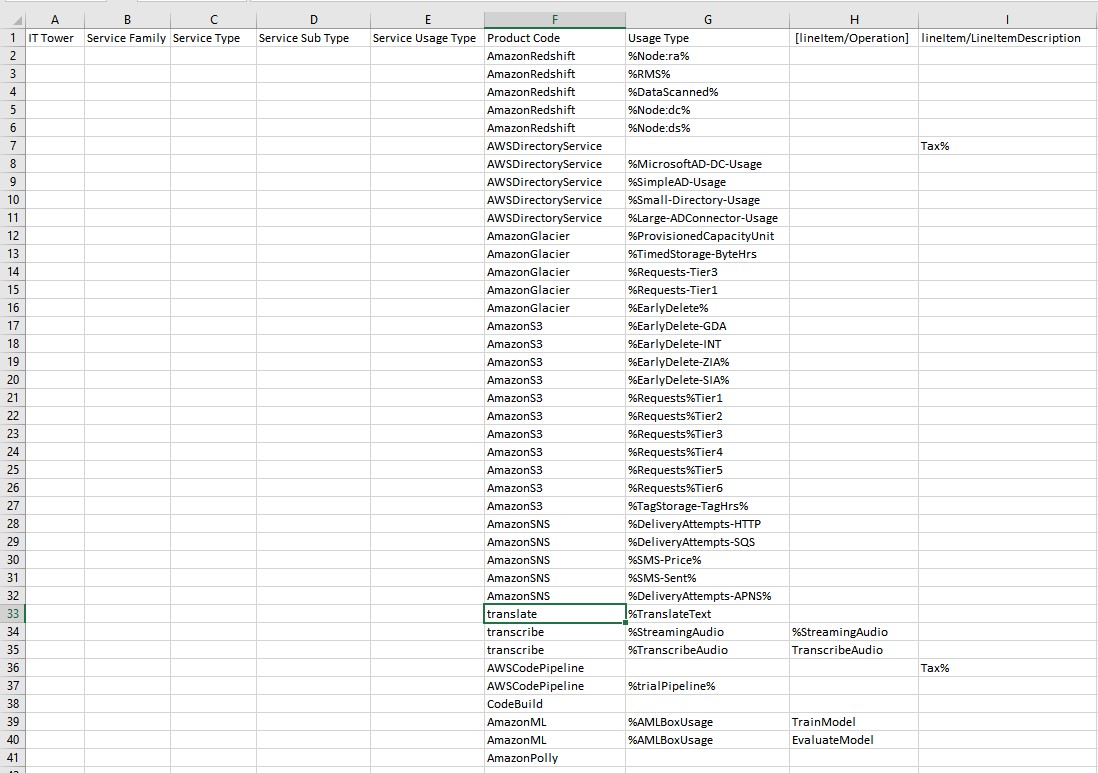 A B C D E F G H I
1 IT Tower Service Family Service Type Service Sub Type Service Usage Type Product Code Usage Type [lineItem/Operation] lineItem/LineItemDescription
2 AmazonRedshift %Node:ra%
3 AmazonRedshift %RMS%
4 AmazonRedshift %DataScanned%
5 AmazonRedshift %Node:dc%
6 AmazonRedshift %Node:ds%
7 AWSDirectoryService Tax%
8 AWSDirectoryService %MicrosoftAD-DC-Usage
9 AWSDirectoryService %SimpleAD-Usage
10 AWSDirectoryService %Small-Directory-Usage
11 AWSDirectoryService %Large-ADConnector-Usage
12 AmazonGlacier %ProvisionedCapacityUnit
13 AmazonGlacier %TimedStorage-ByteHrs
14 AmazonGlacier %Requests-Tier3
15 AmazonGlacier %Requests-Tier1
16 AmazonGlacier %EarlyDelete%
17 AmazonS3 %EarlyDelete-GDA
18 AmazonS3 %EarlyDelete-INT
19 AmazonS3 %EarlyDelete-ZIA%
20 AmazonS3 %EarlyDelete-SIA%
21 AmazonS3 %Requests%Tier1
22 AmazonS3 %Requests%Tier2
23 AmazonS3 %Requests%Tier3
24 AmazonS3 %Requests%Tier4
25 AmazonS3 %Requests%Tier5
26 AmazonS3 %Requests%Tier6
27 AmazonS3 %TagStorage-TagHrs%
28 AmazonSNS %DeliveryAttempts-HTTP
29 AmazonSNS %DeliveryAttempts-SQS
30 AmazonSNS %SMS-Price%
31 AmazonSNS %SMS-Sent%
32 AmazonSNS %DeliveryAttempts-APNS%
33 translate %TranslateText
34 transcribe %StreamingAudio %StreamingAudio
35 transcribe %TranscribeAudio TranscribeAudio
36 AWSCodePipeline Tax%
37 AWSCodePipeline %trialPipeline%
38 CodeBuild
39 AmazonML %AMLBoxUsage TrainModel
40 AmazonML %AMLBoxUsage EvaluateModel
41 AmazonPolly